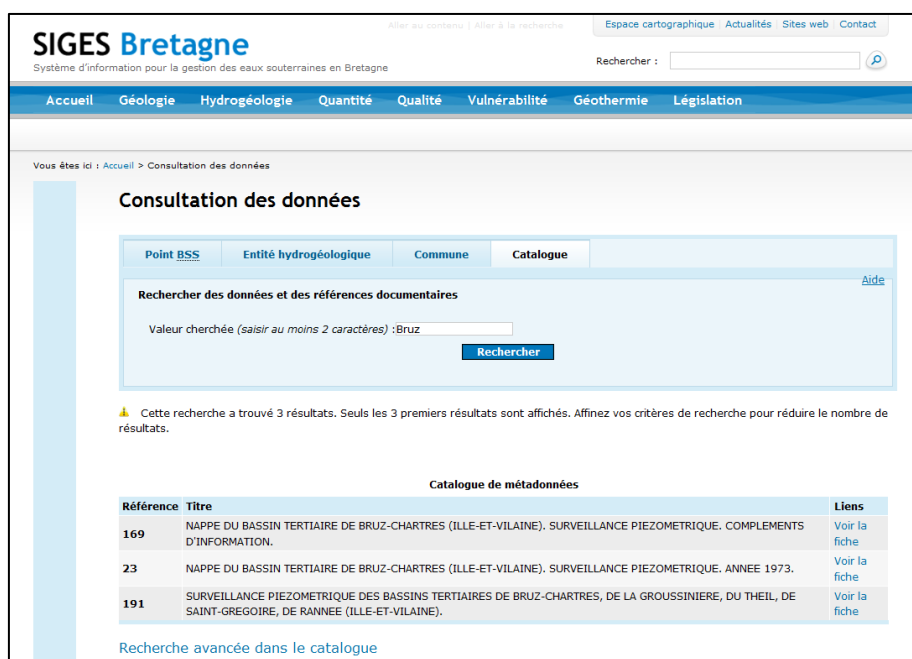 Aller au contenu | Aller à la recherche
Espace cartographique | Actualités | Sites web | Contact
SIGES Bretagne
Système d'information pour la gestion des eaux souterraines en Bretagne
Rechercher :
Accueil Géologie Hydrogéologie Quantité Qualité Vulnérabilité Géothermie Législation
Vous êtes ici : Accueil > Consultation des données
Consultation des données
Point BSS Entité hydrogéologique Commune Catalogue
Aide
Rechercher des données et des références documentaires
Valeur cherchée (saisir au moins 2 caractères) :Bruz
Rechercher
Cette recherche a trouvé 3 résultats. Seuls les 3 premiers résultats sont affichés. Affinez vos critères de recherche pour réduire le nombre de
résultats.
Catalogue de métadonnées
Référence Titre Liens
169 NAPPE DU BASSIN TERTIAIRE DE BRUZ-CHARTRES (ILLE-ET-VILAINE). SURVEILLANCE PIEZOMETRIQUE. COMPLEMENTS
D'INFORMATION.
Voir la
fiche
23 NAPPE DU BASSIN TERTIAIRE DE BRUZ-CHARTRES (ILLE-ET-VILAINE). SURVEILLANCE PIEZOMETRIQUE. ANNEE 1973.
Voir la
fiche
191 SURVEILLANCE PIEZOMETRIQUE DES BASSINS TERTIAIRES DE BRUZ-CHARTRES, DE LA GROUSSINIERE, DU THEIL, DE
SAINT-GREGOIRE, DE RANNEE (ILLE-ET-VILAINE).
Voir la
fiche
Recherche avancée dans le catalogue